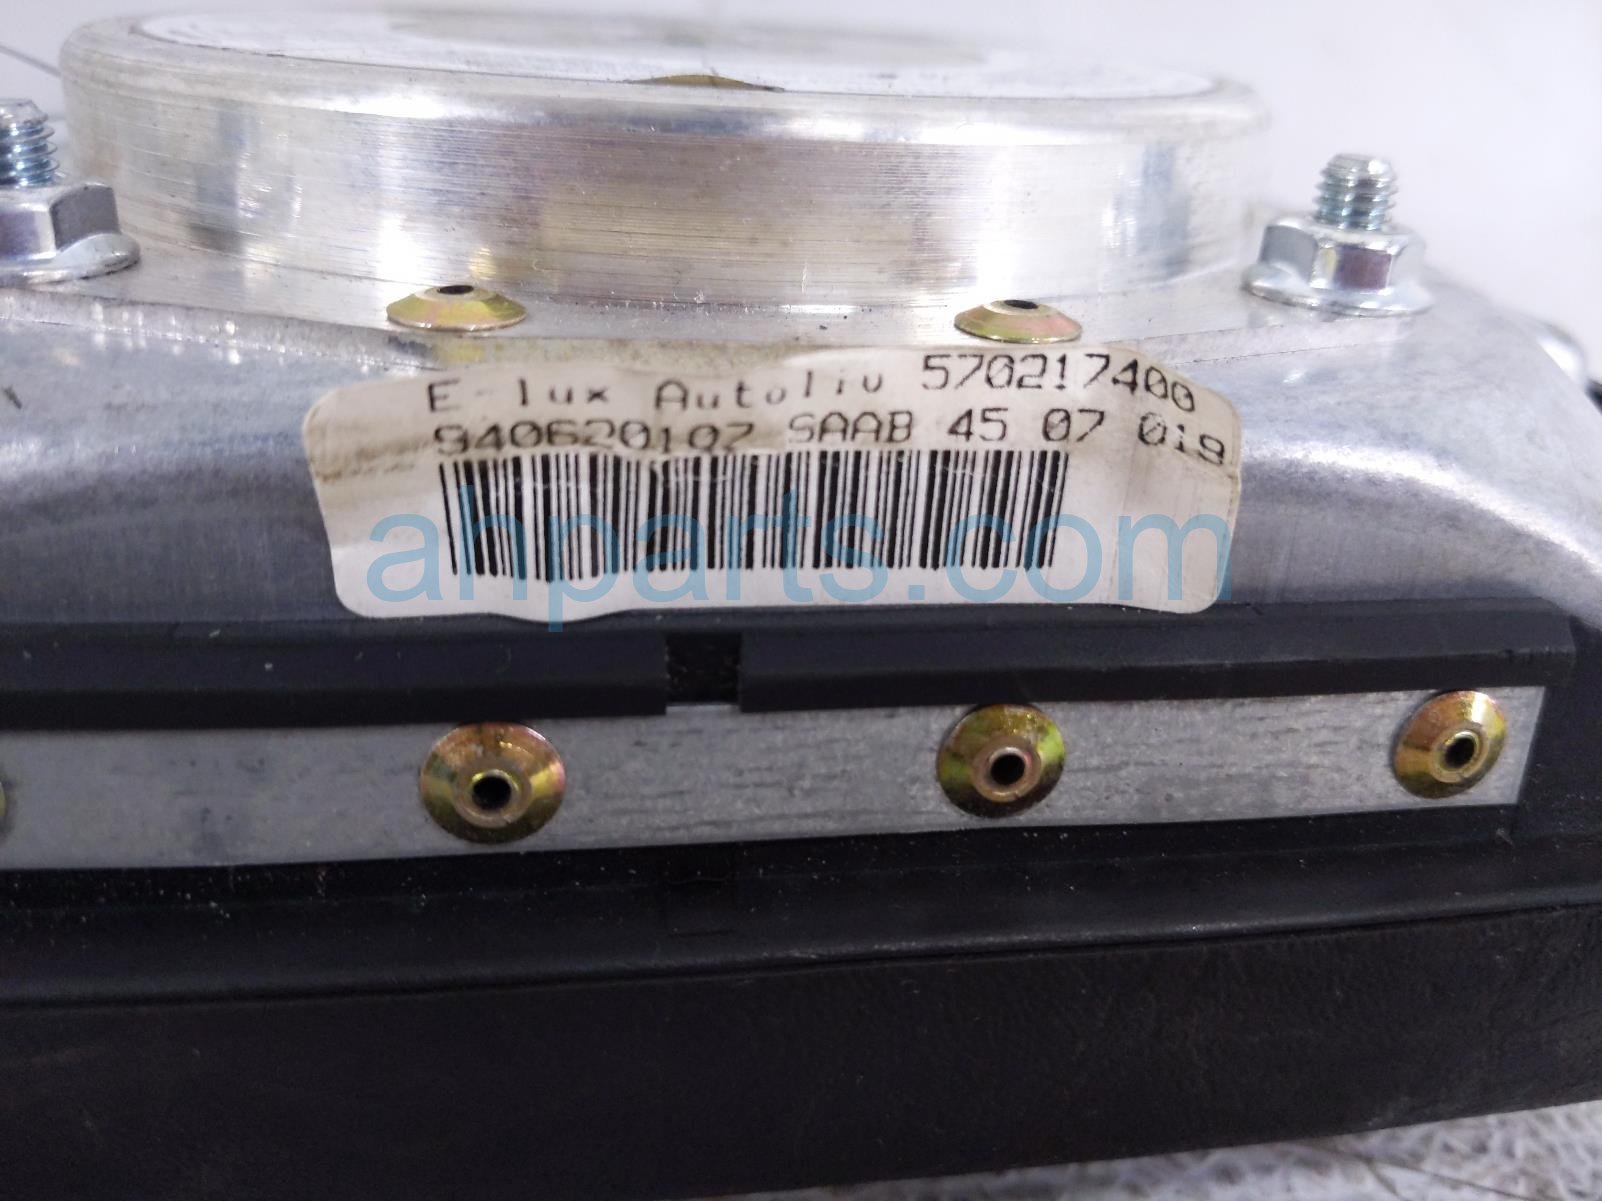 E-lux Autoliv 570217400
940620107 SAAB 45 07 019
ahparts.com